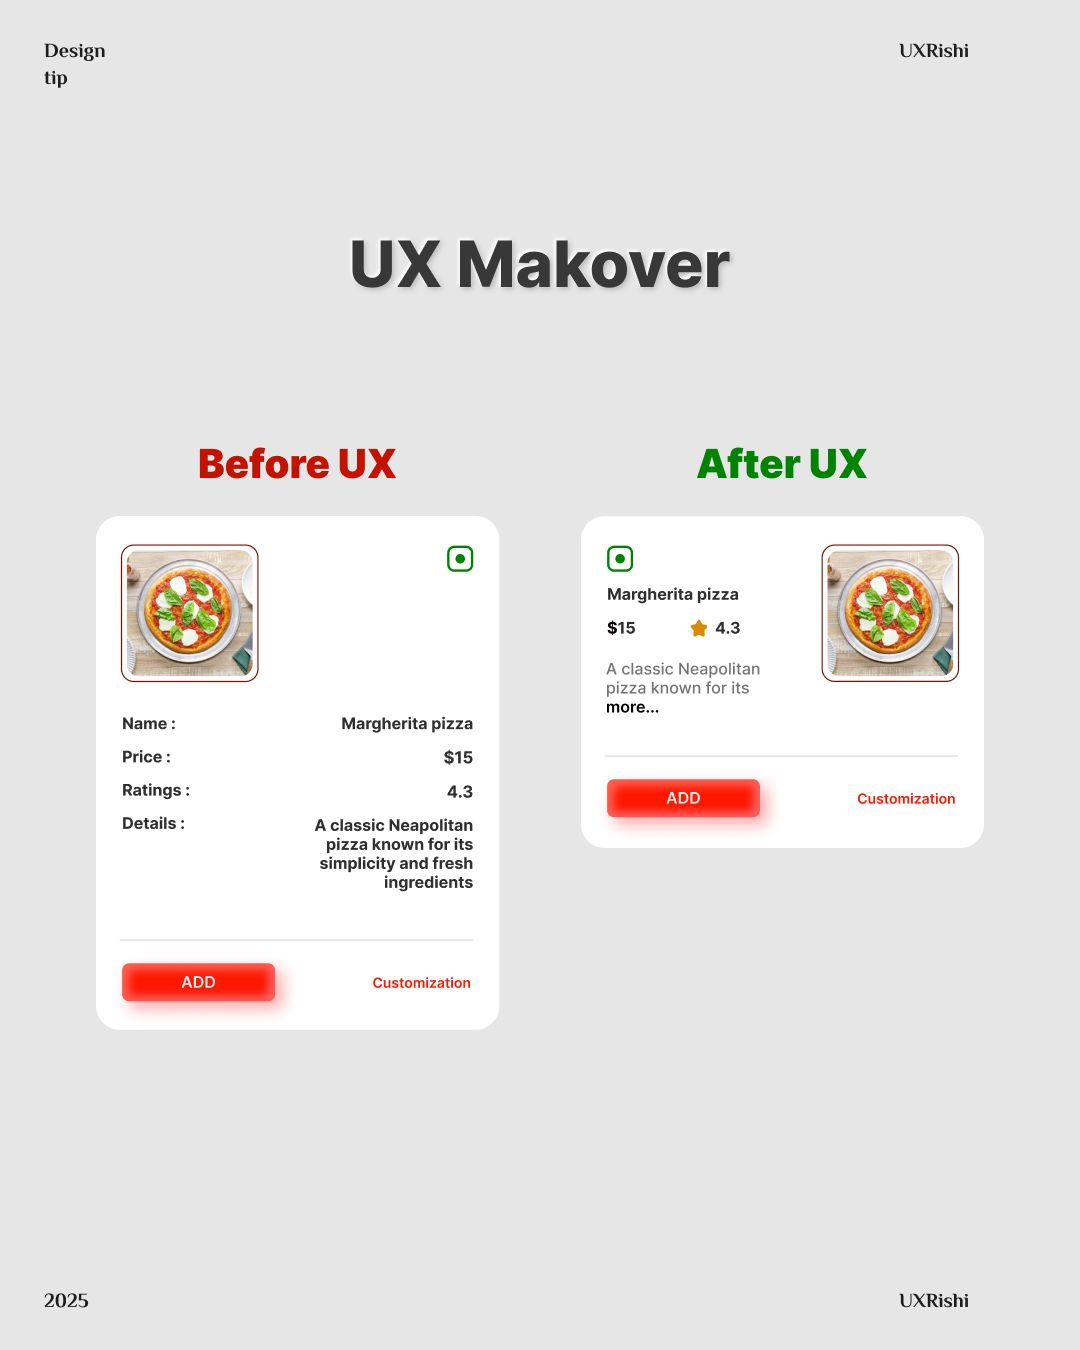 Design
tip
UXRishi
UX Makover
Before UX
Name :
Margherita pizza
Price :
$15
Ratings :
4.3
Details :
A classic Neapolitan
pizza known for its
simplicity and fresh
ingredients
ADD
Customization
After UX
Margherita pizza
$15
4.3
A classic Neapolitan
pizza known for its
more...
ADD
Customization
2025
UXRishi